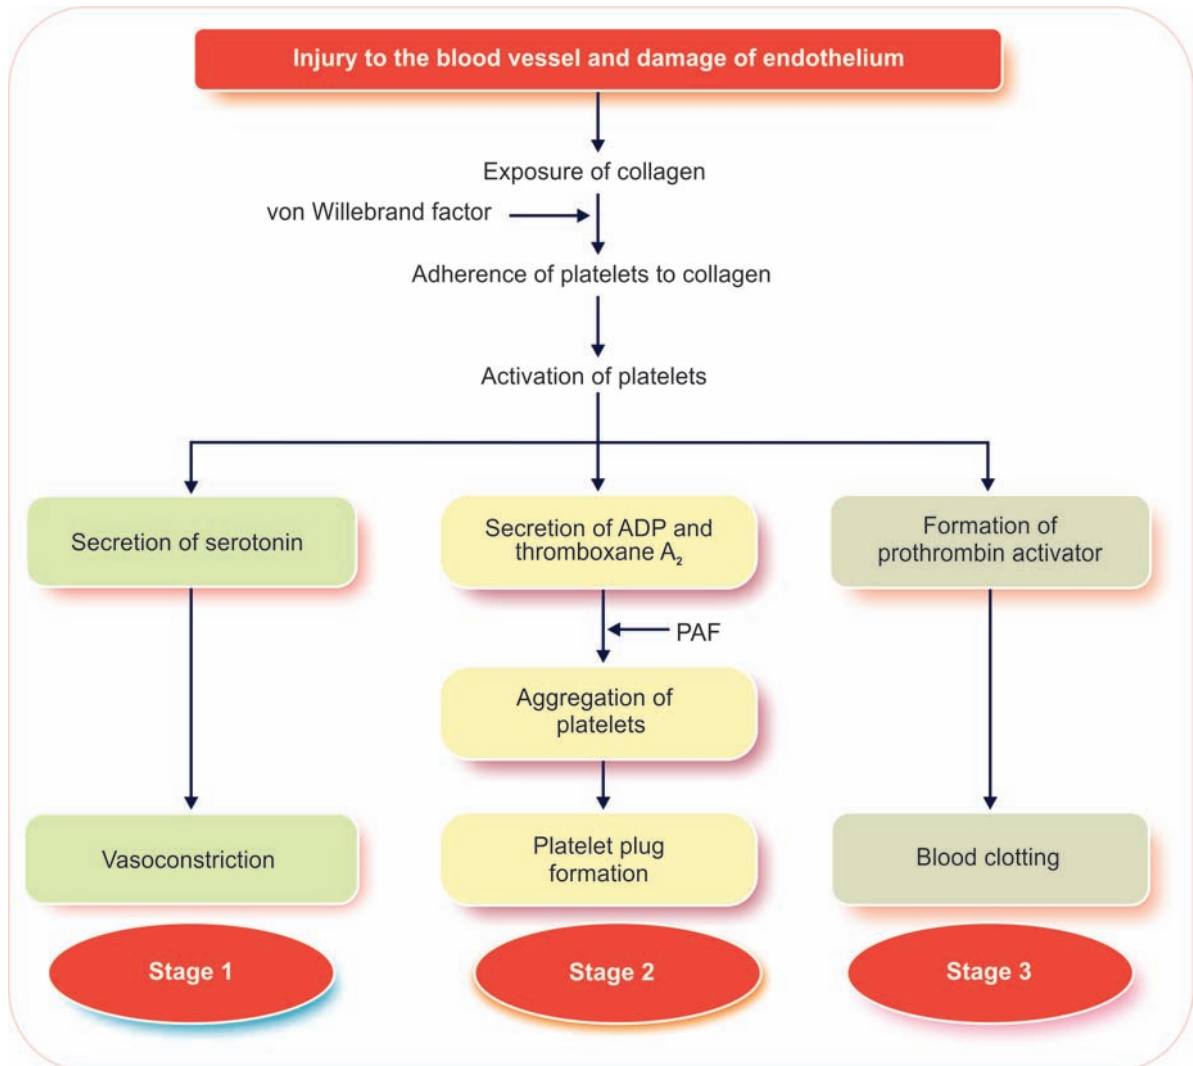 Injury to the blood vessel and damage of endothelium
Exposure of collagen
von Willebrand factor
Adherence of platelets to collagen
Activation of platelets
Secretion of serotonin
Secretion of ADP and
thromboxane A₂
Formation of
prothrombin activator
PAF
Aggregation of
platelets
Vasoconstriction
Platelet plug
formation
Blood clotting
Stage 1
Stage 2
Stage 3